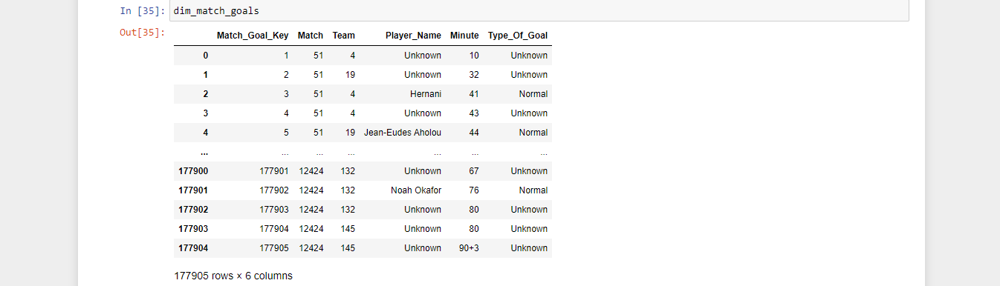 In [35]: dim_match_goals
Out[35]:
Match_Goal_Key Match Team Player_Name Minute Type_Of_Goal
0 1 51 4 Unknown 10 Unknown
1 2 51 19 Unknown 32 Unknown
2 3 51 4 Hernani 41 Normal
3 4 51 4 Unknown 43 Unknown
4 5 51 19 Jean-Eudes Aholou 44 Normal
... ... ... ... ... ... ...
177900 177901 12424 132 Unknown 67 Unknown
177901 177902 12424 132 Noah Okafor 76 Normal
177902 177903 12424 132 Unknown 80 Unknown
177903 177904 12424 145 Unknown 80 Unknown
177904 177905 12424 145 Unknown 90+3 Unknown
177905 rows × 6 columns